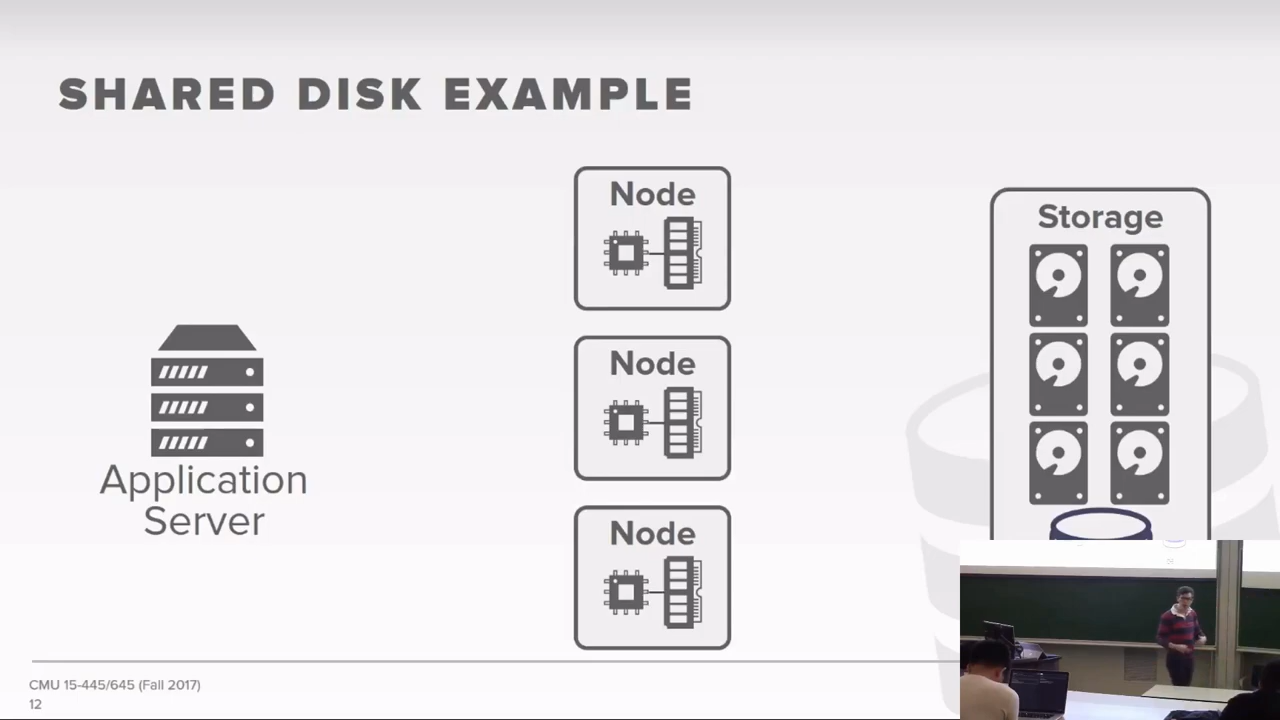 SHARED DISK EXAMPLE
Node
Storage
Node
Application
Server
Node
CMU 15-445/645 (Fall 2017)
12